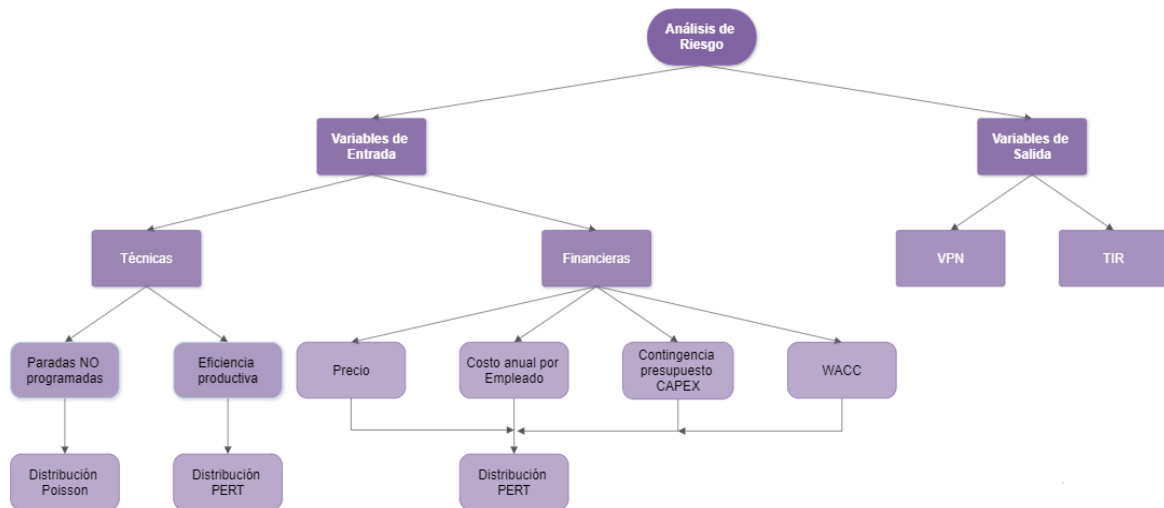 Análisis de
Riesgo
Variables de
Entrada
Variables de
Salida
Técnicas
Financieras
VPN
TIR
Paradas NO
programadas
Eficiencia
productiva
Precio
Costo anual por
Empleado
Contingencia
presupuesto
CAPEX
WACC
Distribución
Poisson
Distribución
PERT
Distribución
PERT